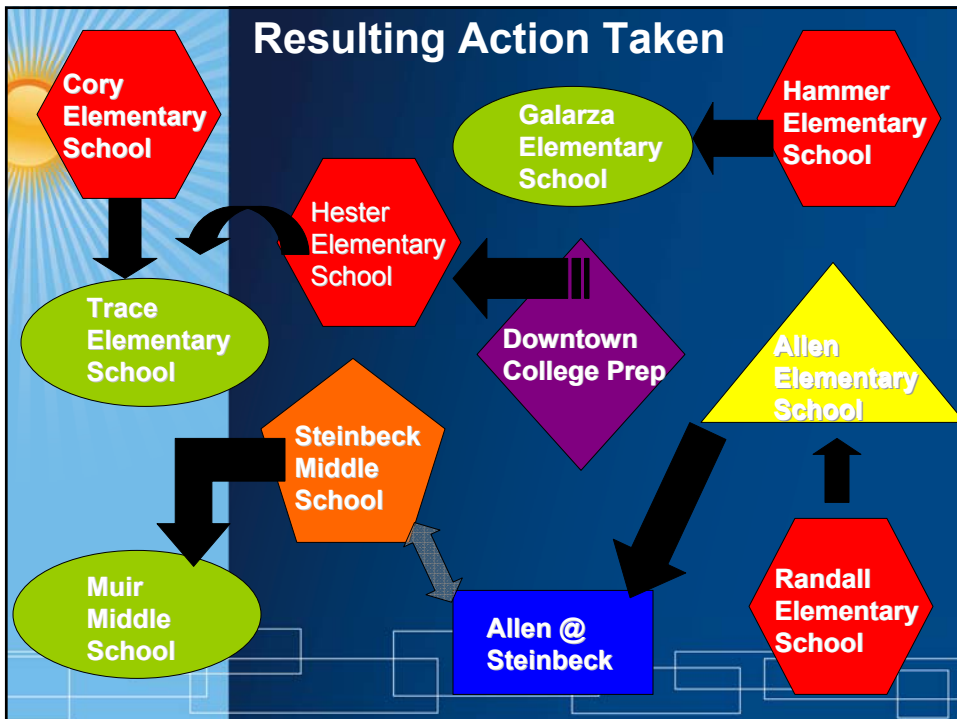 Resulting Action Taken
Cory
Elementary
School
Galarza
Elementary
School
Hammer
Elementary
School
Hester
Elementary
School
Trace
Elementary
School
Downtown
College Prep
Allen
Elementary
School
Steinbeck
Middle
School
Muir
Middle
School
Allen @
Steinbeck
Randall
Elementary
School